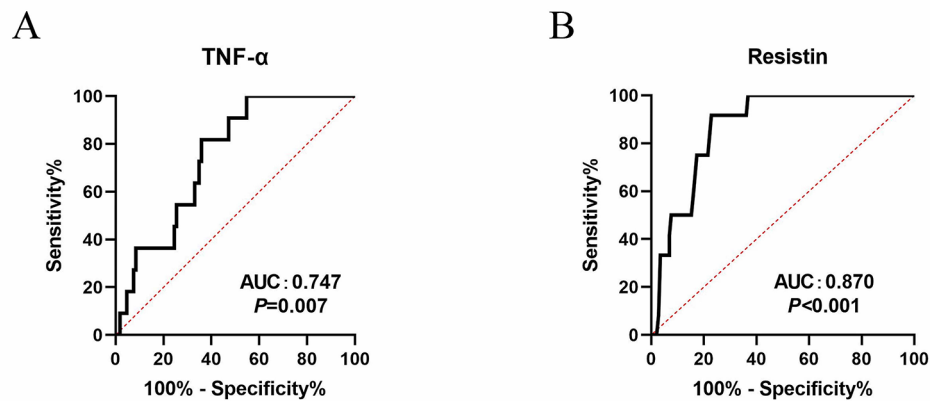 A
TNF-α
100
80
60
40
20
0
Sensitivity%
AUC:0.747
P=0.007
0 20 40 60 80 100
100% - Specificity%
B
Resistin
100
80
60
40
20
0
Sensitivity%
AUC:0.870
P<0.001
0 20 40 60 80 100
100% - Specificity%